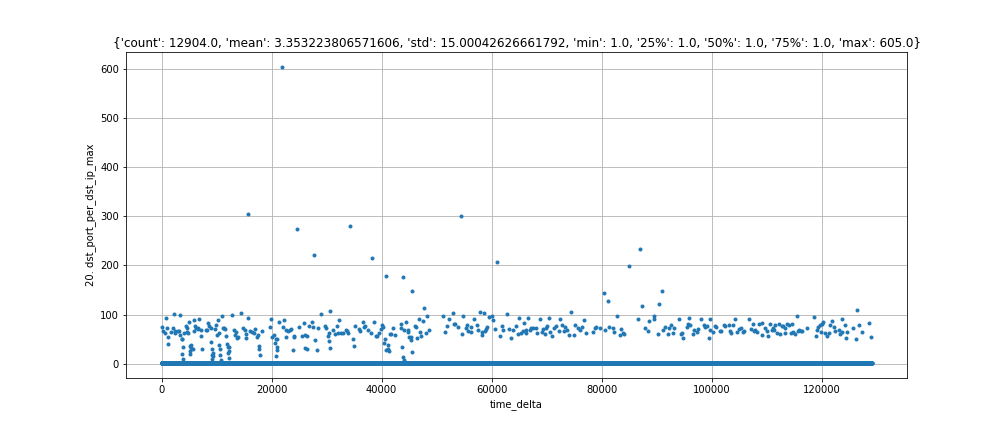 {'count': 12904.0, 'mean': 3.353223806571606, 'std': 15.00042626661792, 'min': 1.0, '25%': 1.0, '50%': 1.0, '75%': 1.0, 'max': 605.0}
600
500
400
300
200
100
0
20. dst_port_per_dst_ip_max
0 20000 40000 60000 80000 100000 120000
time_delta